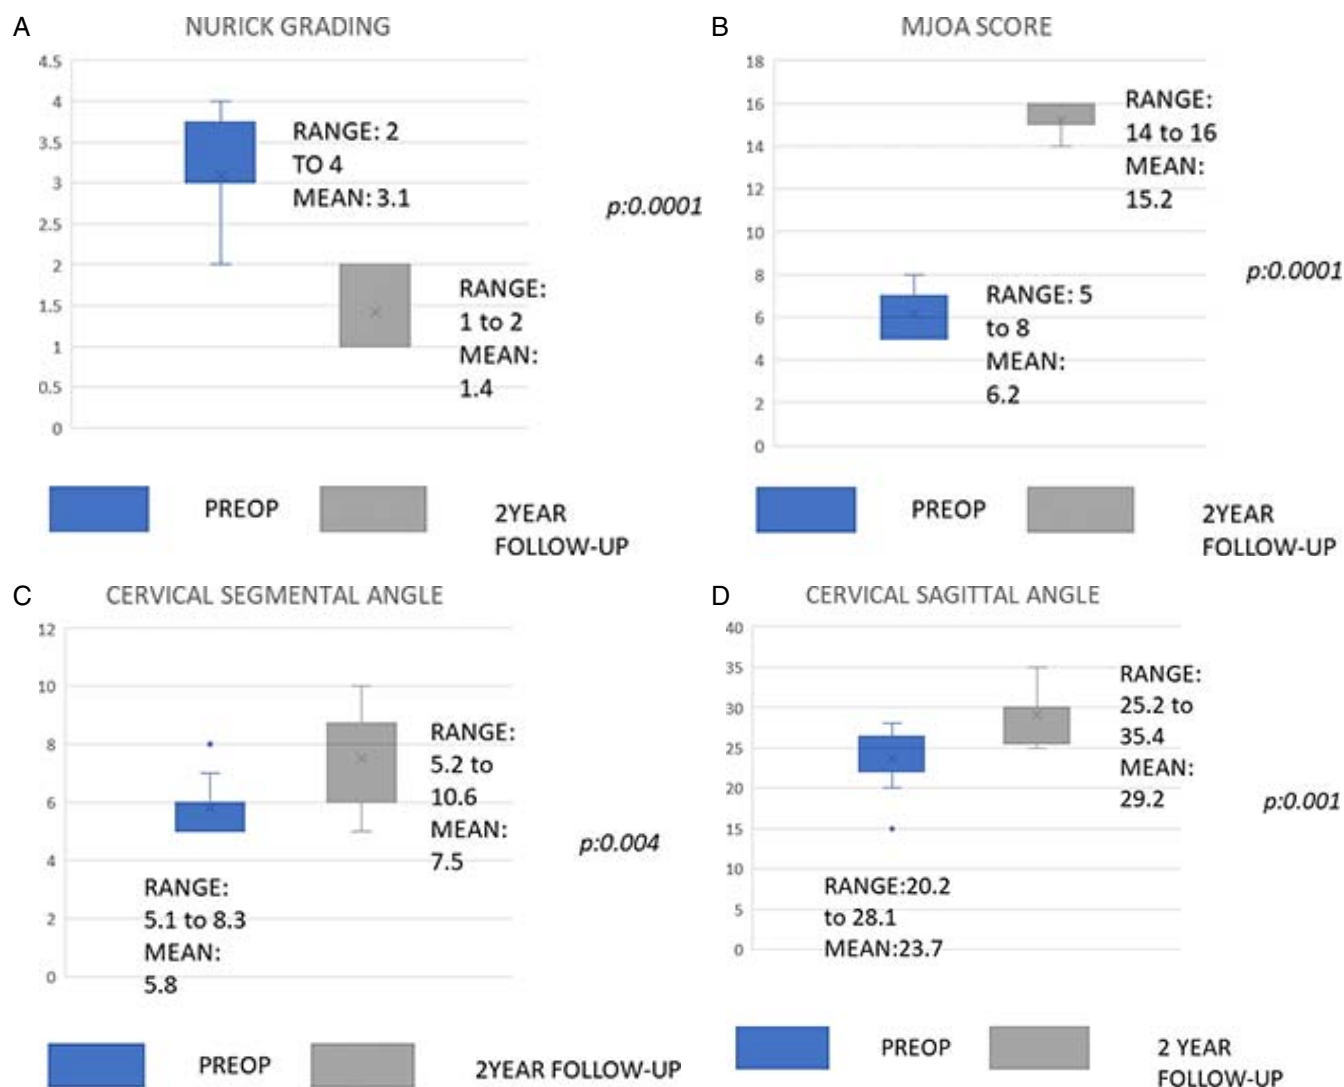 A
NURICK GRADING
4.5
4
3.5
3
2.5
2
1.5
1
0.5
0
RANGE: 2
TO 4
MEAN: 3.1
RANGE:
1 to 2
MEAN:
1.4
p:0.0001
PREOP
2YEAR
FOLLOW-UP
B
MJOA SCORE
18
16
14
12
10
8
6
4
2
0
RANGE:
14 to 16
MEAN:
15.2
RANGE: 5
to 8
MEAN:
6.2
p:0.0001
PREOP
2YEAR
FOLLOW-UP
C
CERVICAL SEGMENTAL ANGLE
12
10
8
6
4
2
0
RANGE:
5.2 to
10.6
MEAN:
7.5
RANGE:
5.1 to 8.3
MEAN:
5.8
p:0.004
PREOP
2YEAR FOLLOW-UP
D
CERVICAL SAGITTAL ANGLE
40
35
30
25
20
15
10
5
0
RANGE:
25.2 to
35.4
MEAN:
29.2
RANGE:20.2
to 28.1
MEAN:23.7
p:0.001
PREOP
2 YEAR
FOLLOW-UP